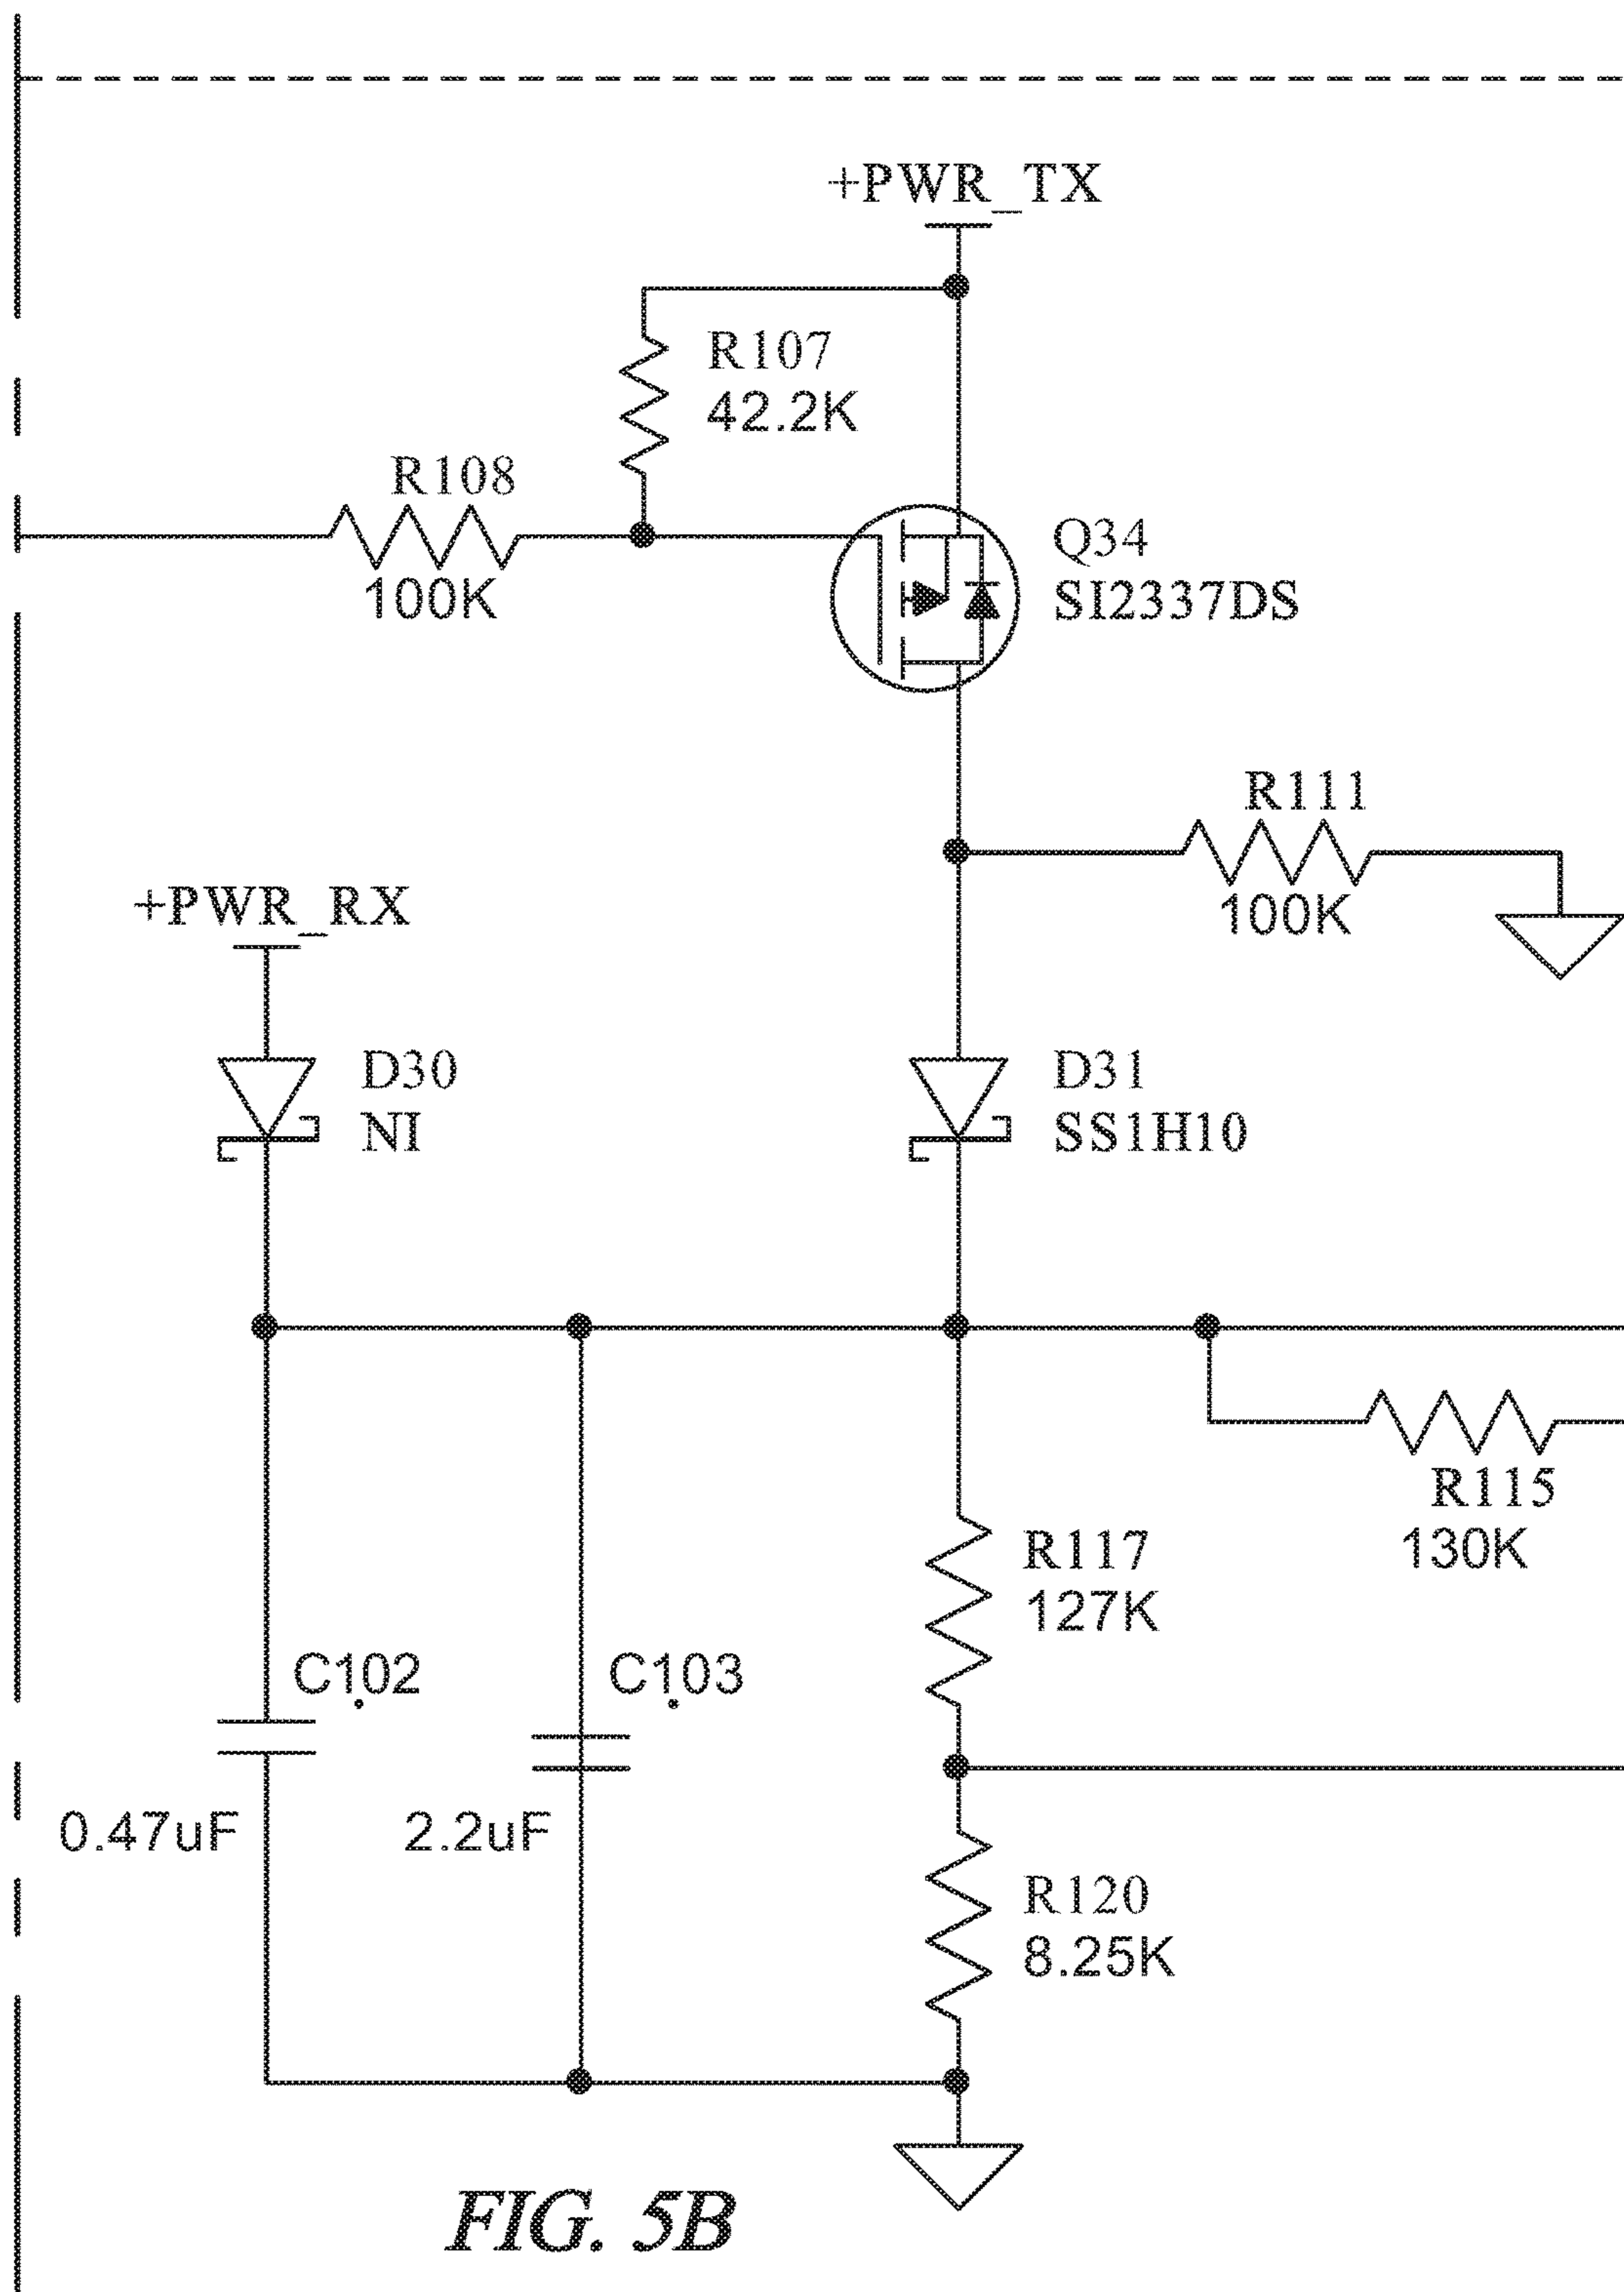 +PWR_TX
R107
42.2K
R108
100K
Q34
SI2337DS
R111
100K
+PWR_RX
D30
NI
D31
SS1H10
R115
130K
R117
127K
C102
0.47uF
C103
2.2uF
R120
8.25K
FIG. 5B